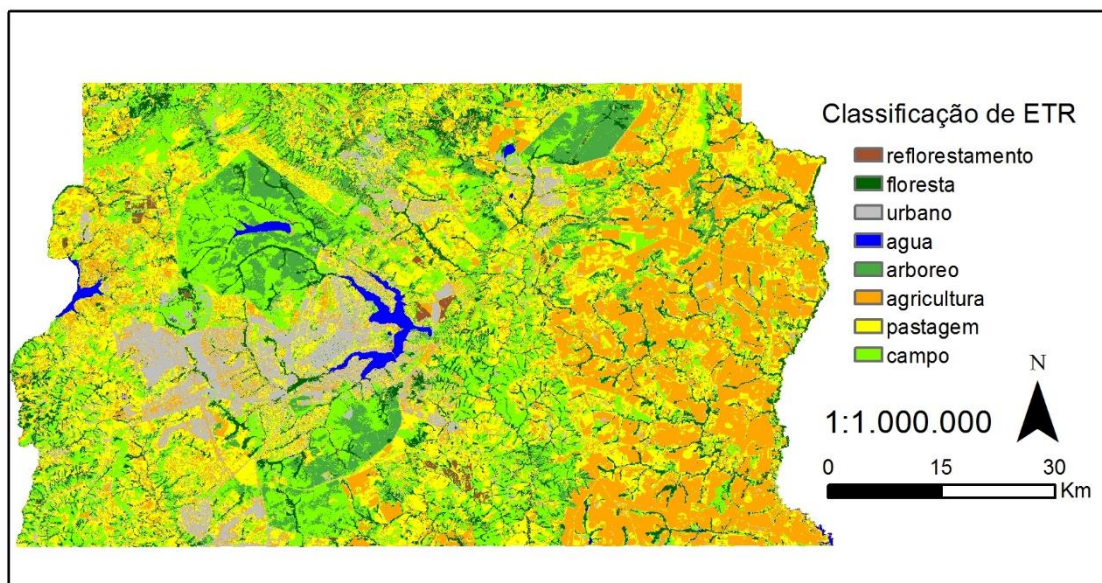 Classificação de ETR
reflorestamento
floresta
urbano
agua
arboreo
agricultura
pastagem
campo
N
1:1.000.000
0 15 30
Km